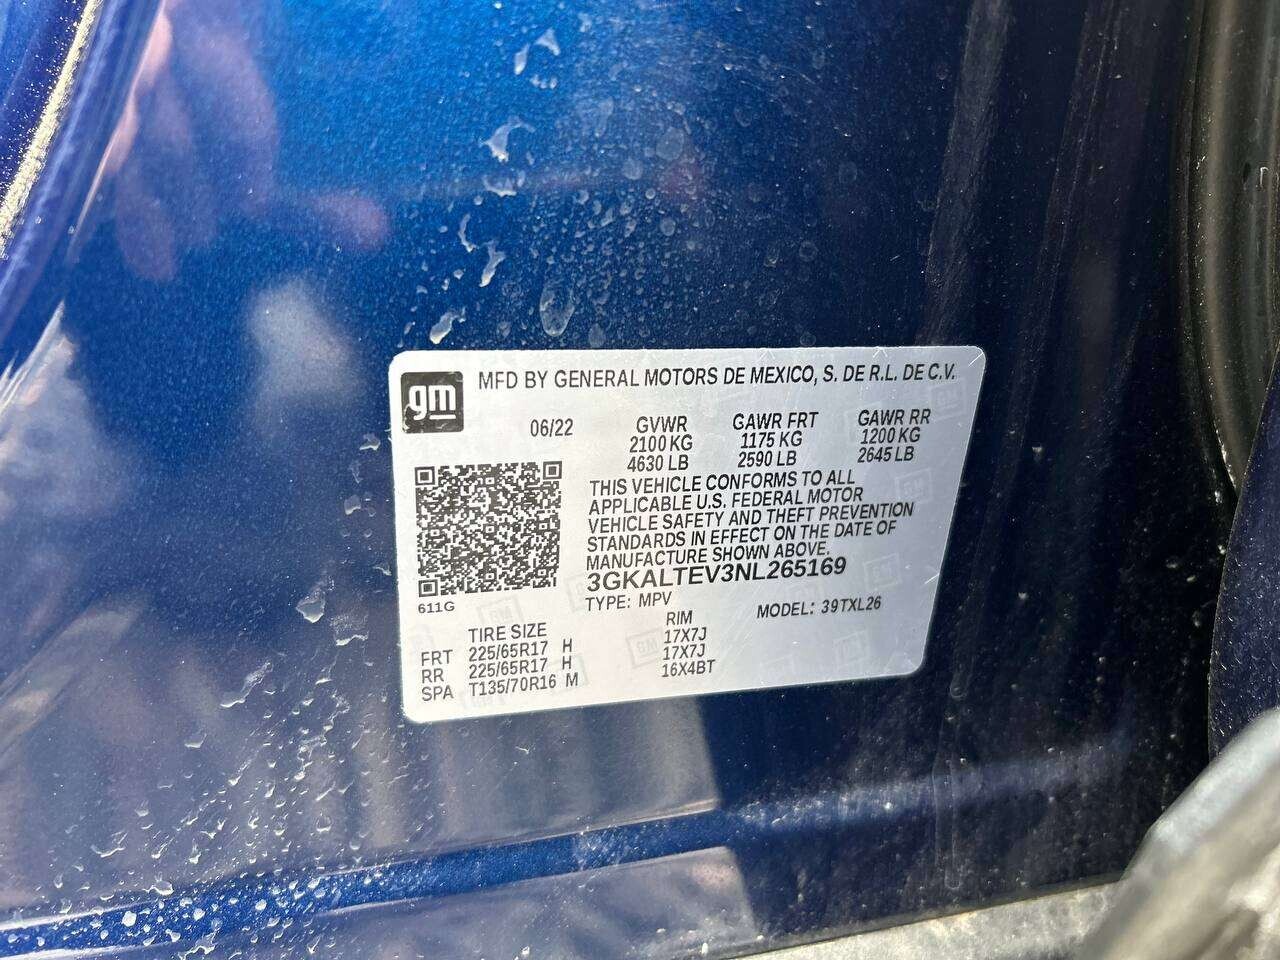 gm
MFD BY GENERAL MOTORS DE MEXICO, S. DE R.L. DE C.V.
06/22 GVWR GAWR FRT GAWR RR
2100 KG 1175 KG 1200 KG
4630 LB 2590 LB 2645 LB
THIS VEHICLE CONFORMS TO ALL
APPLICABLE U.S. FEDERAL MOTOR
VEHICLE SAFETY AND THEFT PREVENTION
STANDARDS IN EFFECT ON THE DATE OF
MANUFACTURE SHOWN ABOVE.
3GKALTEV3NL265169
611G
TYPE: MPV MODEL: 39TXL26
TIRE SIZE RIM
FRT 225/65R17 H 17X7J
RR 225/65R17 H 17X7J
SPA T135/70R16 M 16X4BT